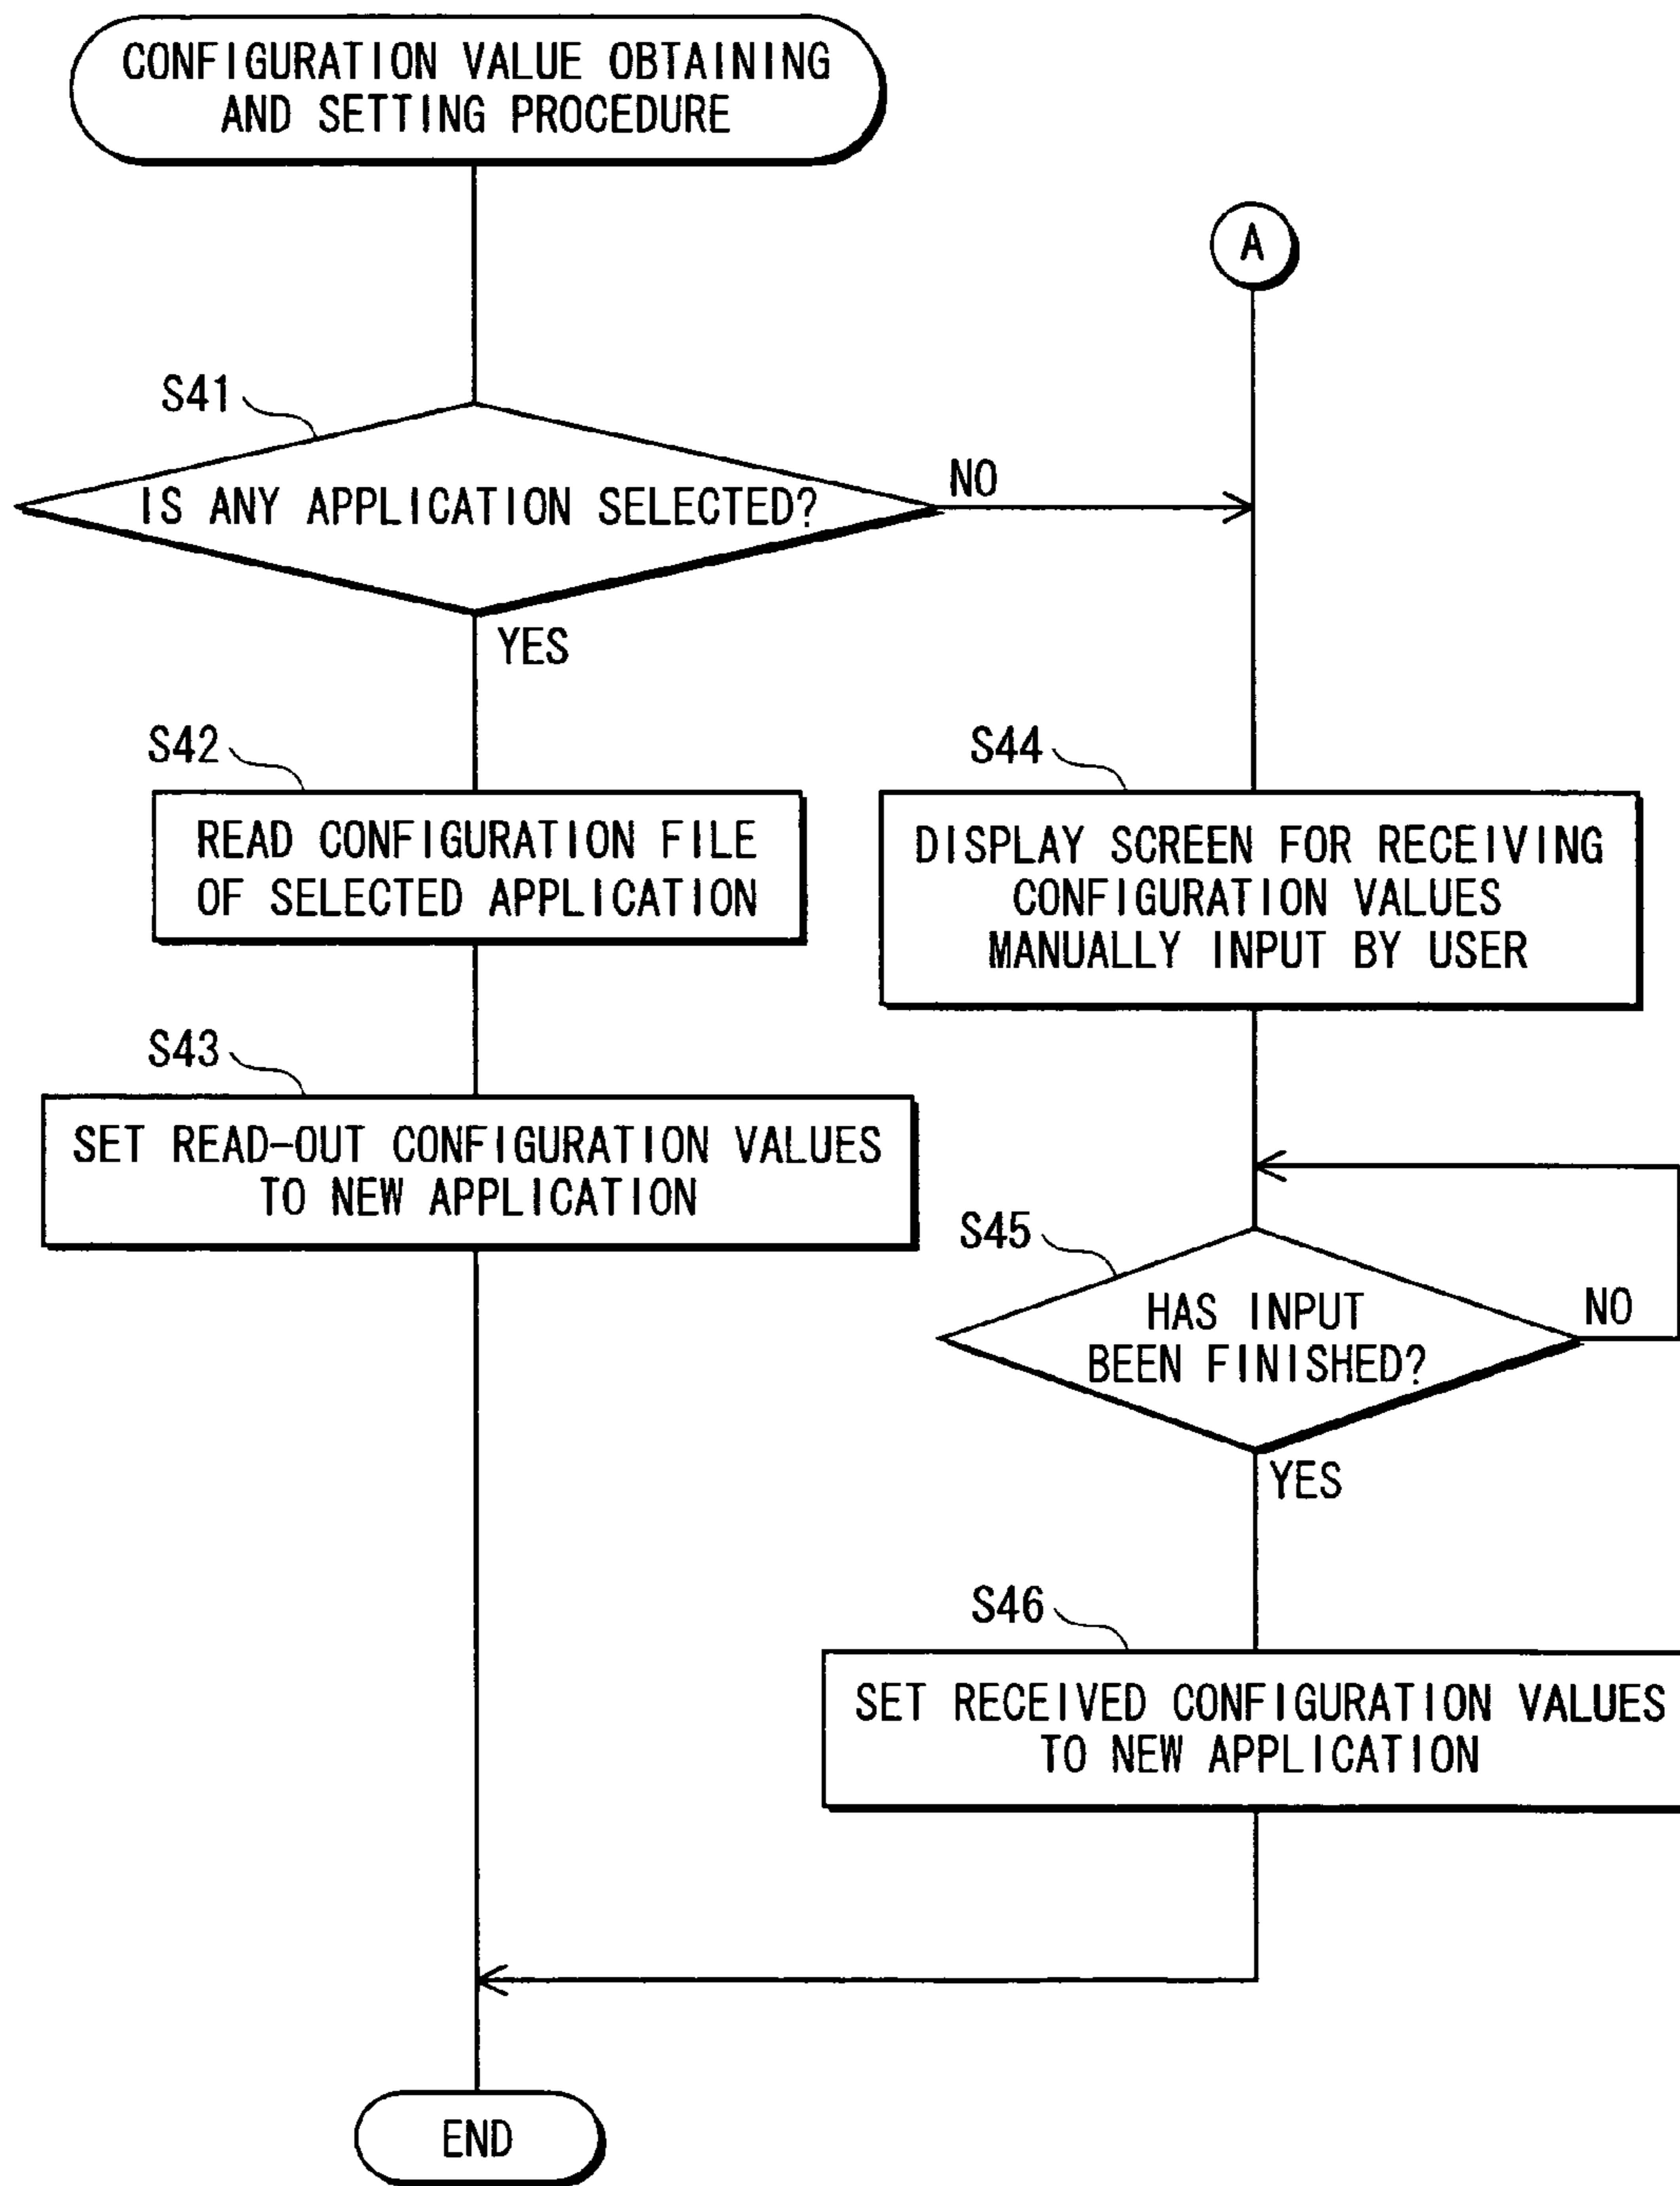 CONFIGURATION VALUE OBTAINING
AND SETTING PROCEDURE
A
S41
IS ANY APPLICATION SELECTED?
NO
YES
S42
READ CONFIGURATION FILE
OF SELECTED APPLICATION
S43
SET READ-OUT CONFIGURATION VALUES
TO NEW APPLICATION
S44
DISPLAY SCREEN FOR RECEIVING
CONFIGURATION VALUES
MANUALLY INPUT BY USER
S45
HAS INPUT
BEEN FINISHED?
NO
YES
S46
SET RECEIVED CONFIGURATION VALUES
TO NEW APPLICATION
END